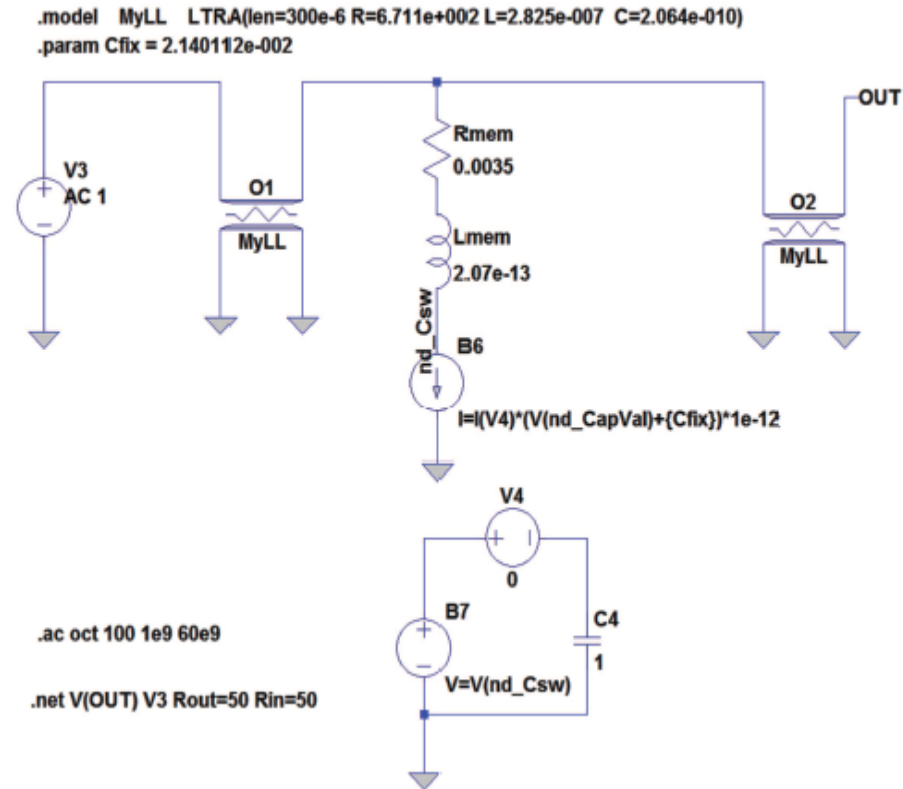 .model MyLL LTRA(len=300e-6 R=6.711e+002 L=2.825e-007 C=2.064e-010)
.param Cfix = 2.140112e-002
OUT
Rmem
0.0035
V3
AC 1
O1
MyLL
O2
MyLL
Lmem
2.07e-13
nd_Csw
B6
I=I(V4)*(V(nd_CapVal)+{Cfix})*1e-12
V4
0
B7
V=V(nd_Csw)
C4
1
.ac oct 100 1e9 60e9
.net V(OUT) V3 Rout=50 Rin=50